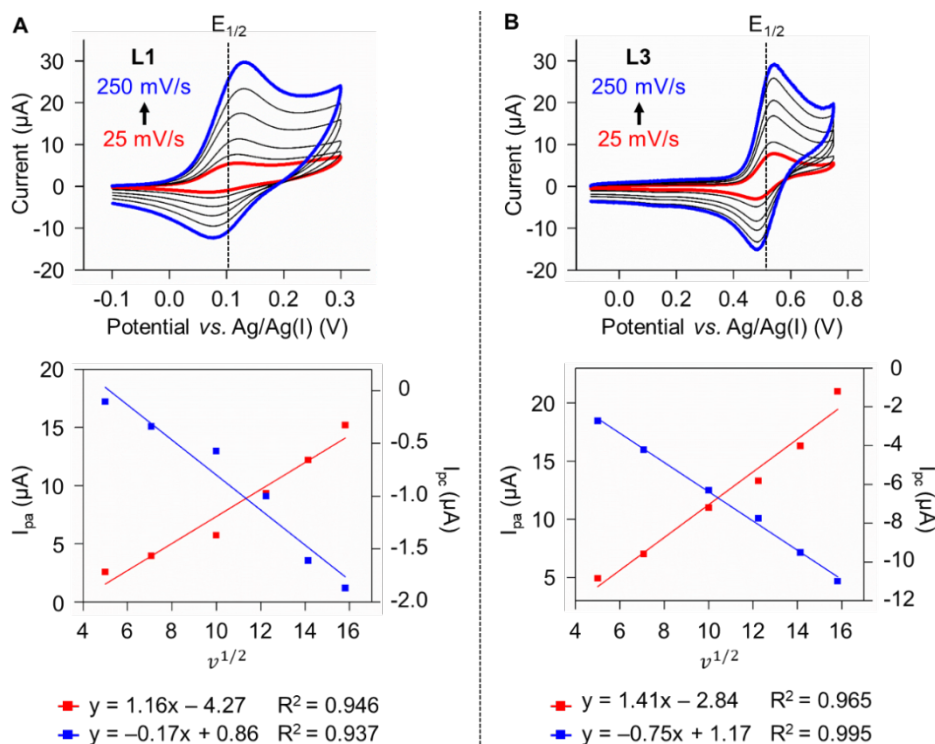 A
E1/2
L1
250 mV/s
25 mV/s
30
20
10
0
-10
-20
Current (µA)
-0.1 0.0 0.1 0.2 0.3
Potential vs. Ag/Ag(I) (V)
20
15
10
5
0
Ipa (µA)
0
-0.5
-1.0
-1.5
-2.0
Ipc (µA)
4 6 8 10 12 14 16
v1/2
y = 1.16x – 4.27 R2 = 0.946
y = –0.17x + 0.86 R2 = 0.937
B
E1/2
L3
250 mV/s
25 mV/s
30
20
10
0
-10
-20
Current (µA)
0.0 0.2 0.4 0.6 0.8
Potential vs. Ag/Ag(I) (V)
20
15
10
5
Ipa (µA)
0
-2
-4
-6
-8
-10
-12
Ipc (µA)
4 6 8 10 12 14 16
v1/2
y = 1.41x – 2.84 R2 = 0.965
y = –0.75x + 1.17 R2 = 0.995